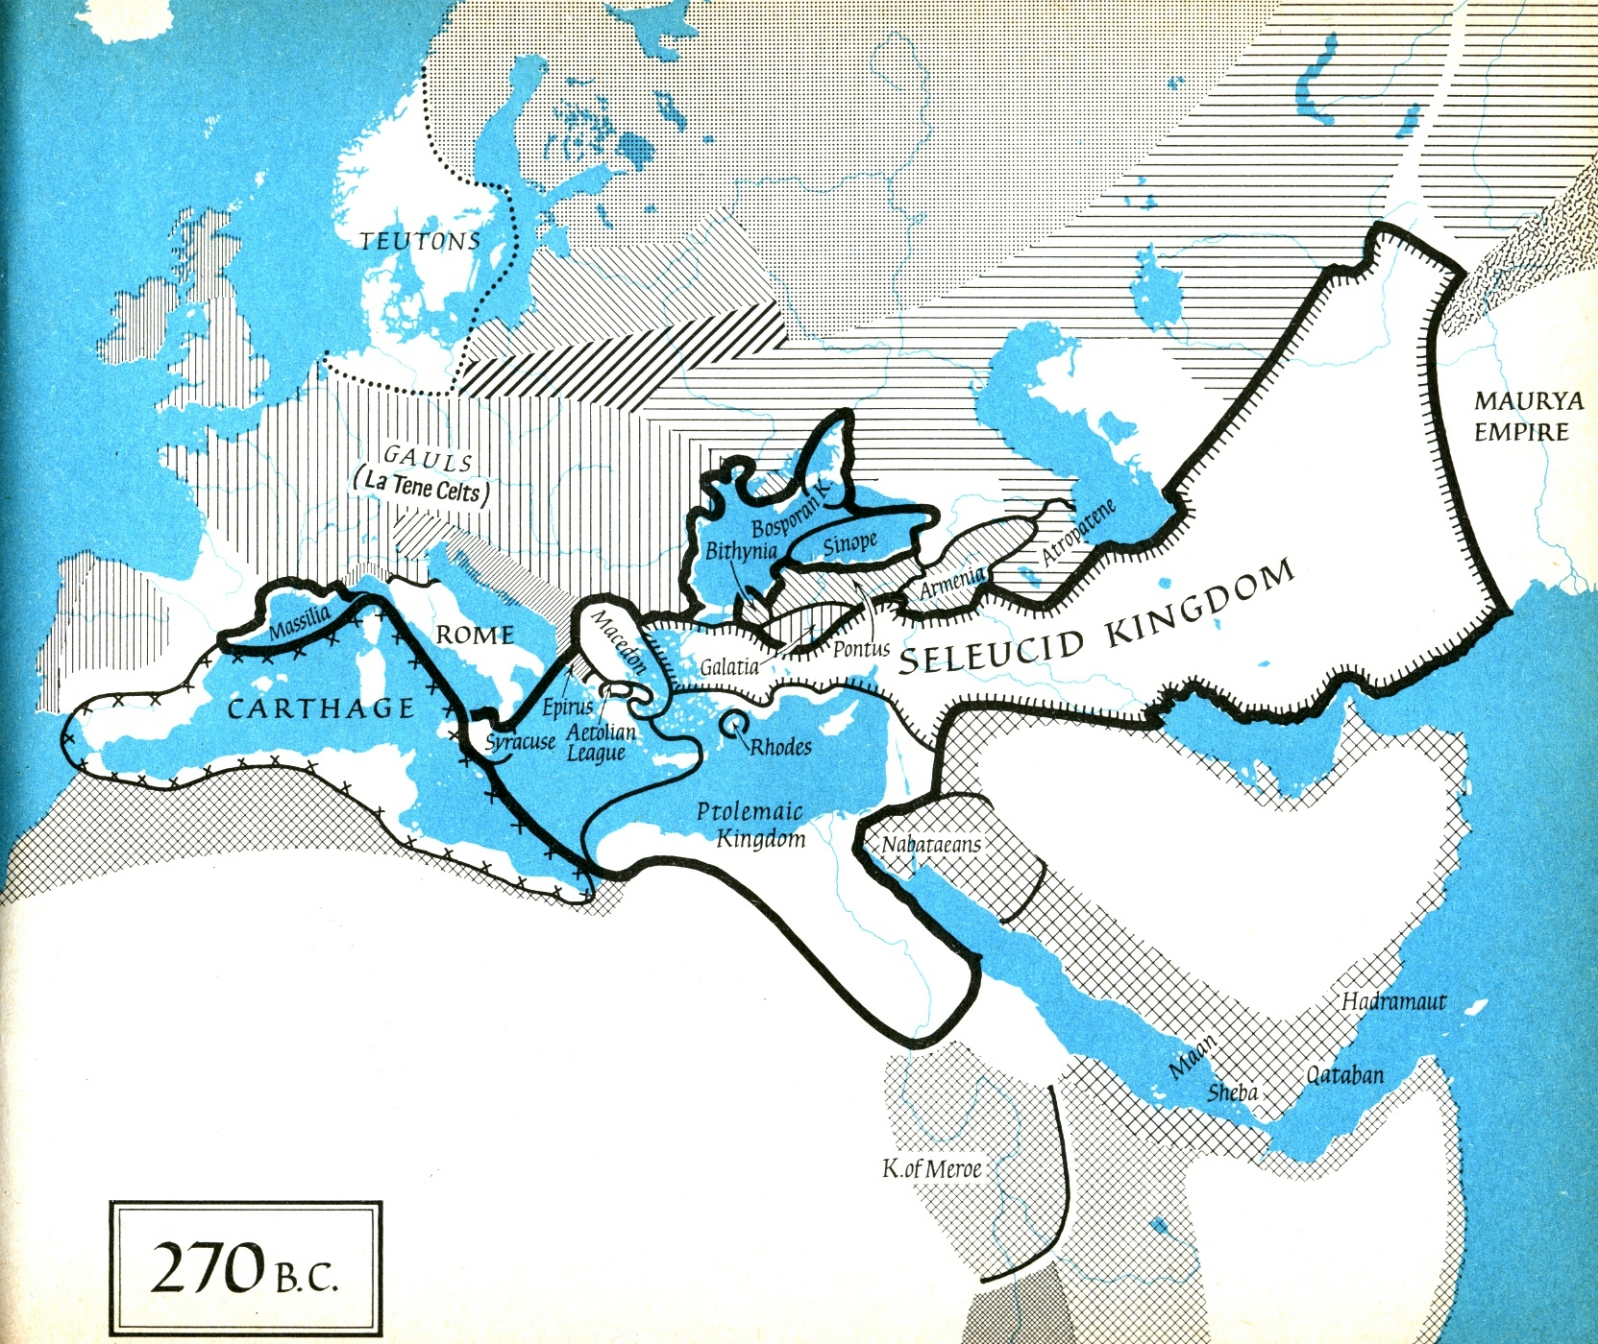 TEUTONS
MAURYA
EMPIRE
GAULS
(La Tene Celts)
Bosporan K.
Bithynia
Sinope
Atropatene
Armenia
Massilia
ROME
Macedon
Galatia
Pontus
SELEUCID KINGDOM
CARTHAGE
Epirus
Syracuse
Aetolian
League
Rhodes
Ptolemaic
Kingdom
Nabataeans
Hadramaut
Maan
Sheba
Qataban
K.of Meroe
270 B.C.